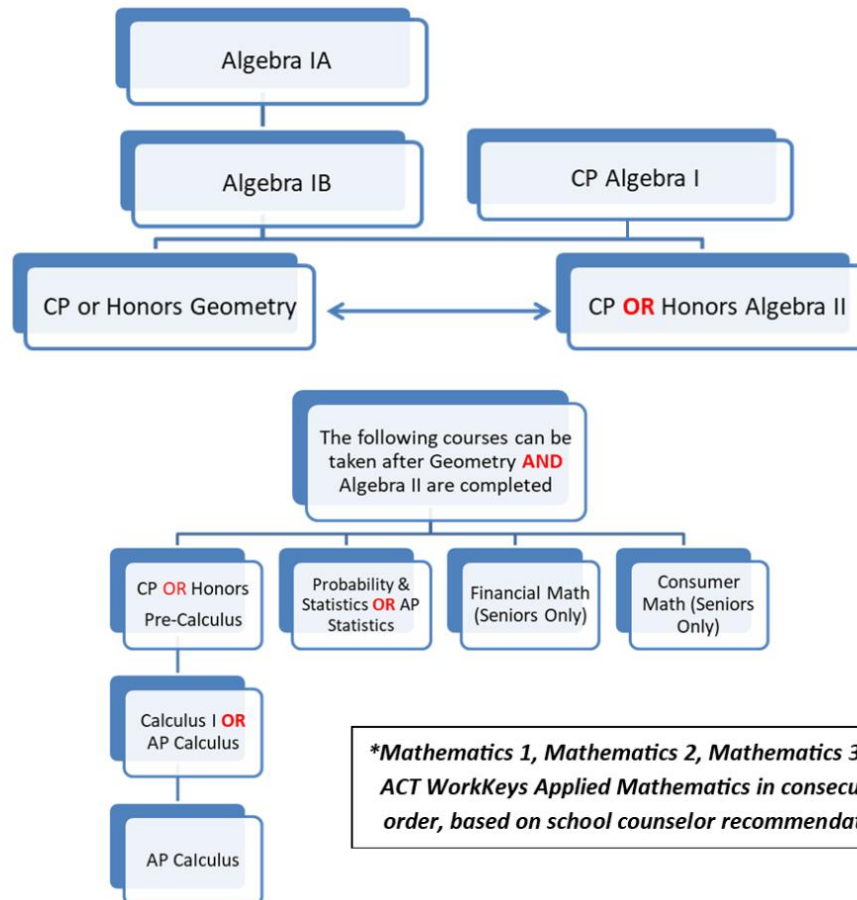 Algebra IA
Algebra IB
CP Algebra I
CP or Honors Geometry
CP OR Honors Algebra II
The following courses can be
taken after Geometry AND
Algebra II are completed
CP OR Honors
Pre-Calculus
Probability &
Statistics OR AP
Statistics
Financial Math
(Seniors Only)
Consumer
Math (Seniors
Only)
Calculus I OR
AP Calculus
AP Calculus
*Mathematics 1, Mathematics 2, Mathematics 3
ACT WorkKeys Applied Mathematics in
order, based on school counselor